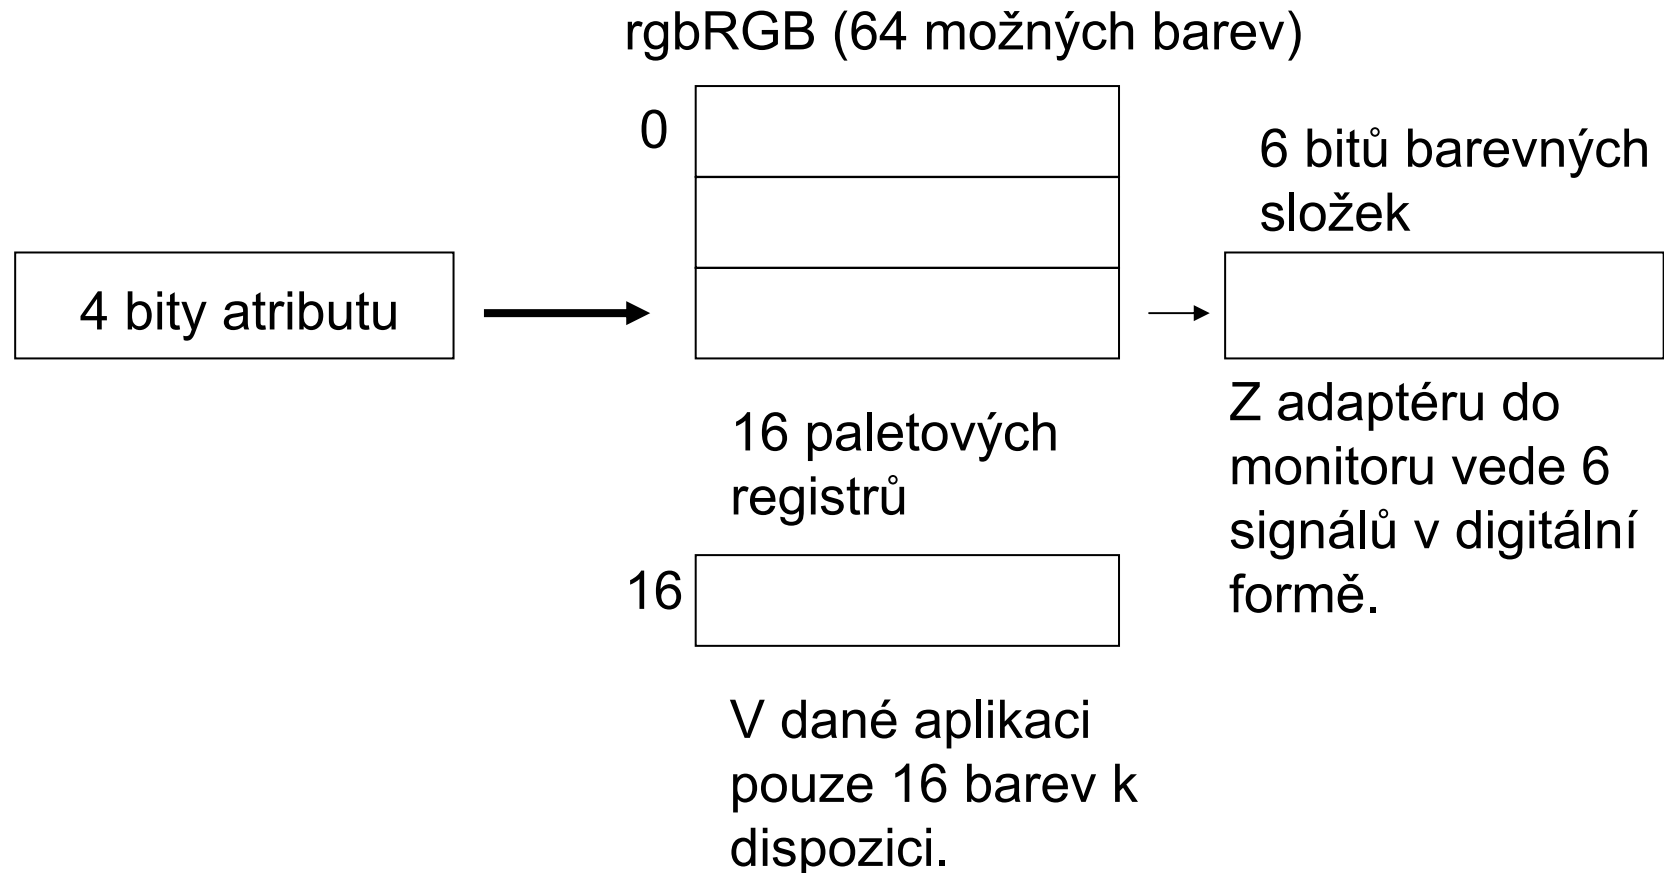 rgbRGB (64 možných barev)
0
6 bitů barevných
složek
4 bity atributu
16 paletových
registrů
Z adaptéru do
monitoru vede 6
signálů v digitální
formě.
16
V dané aplikaci
pouze 16 barev k
dispozici.